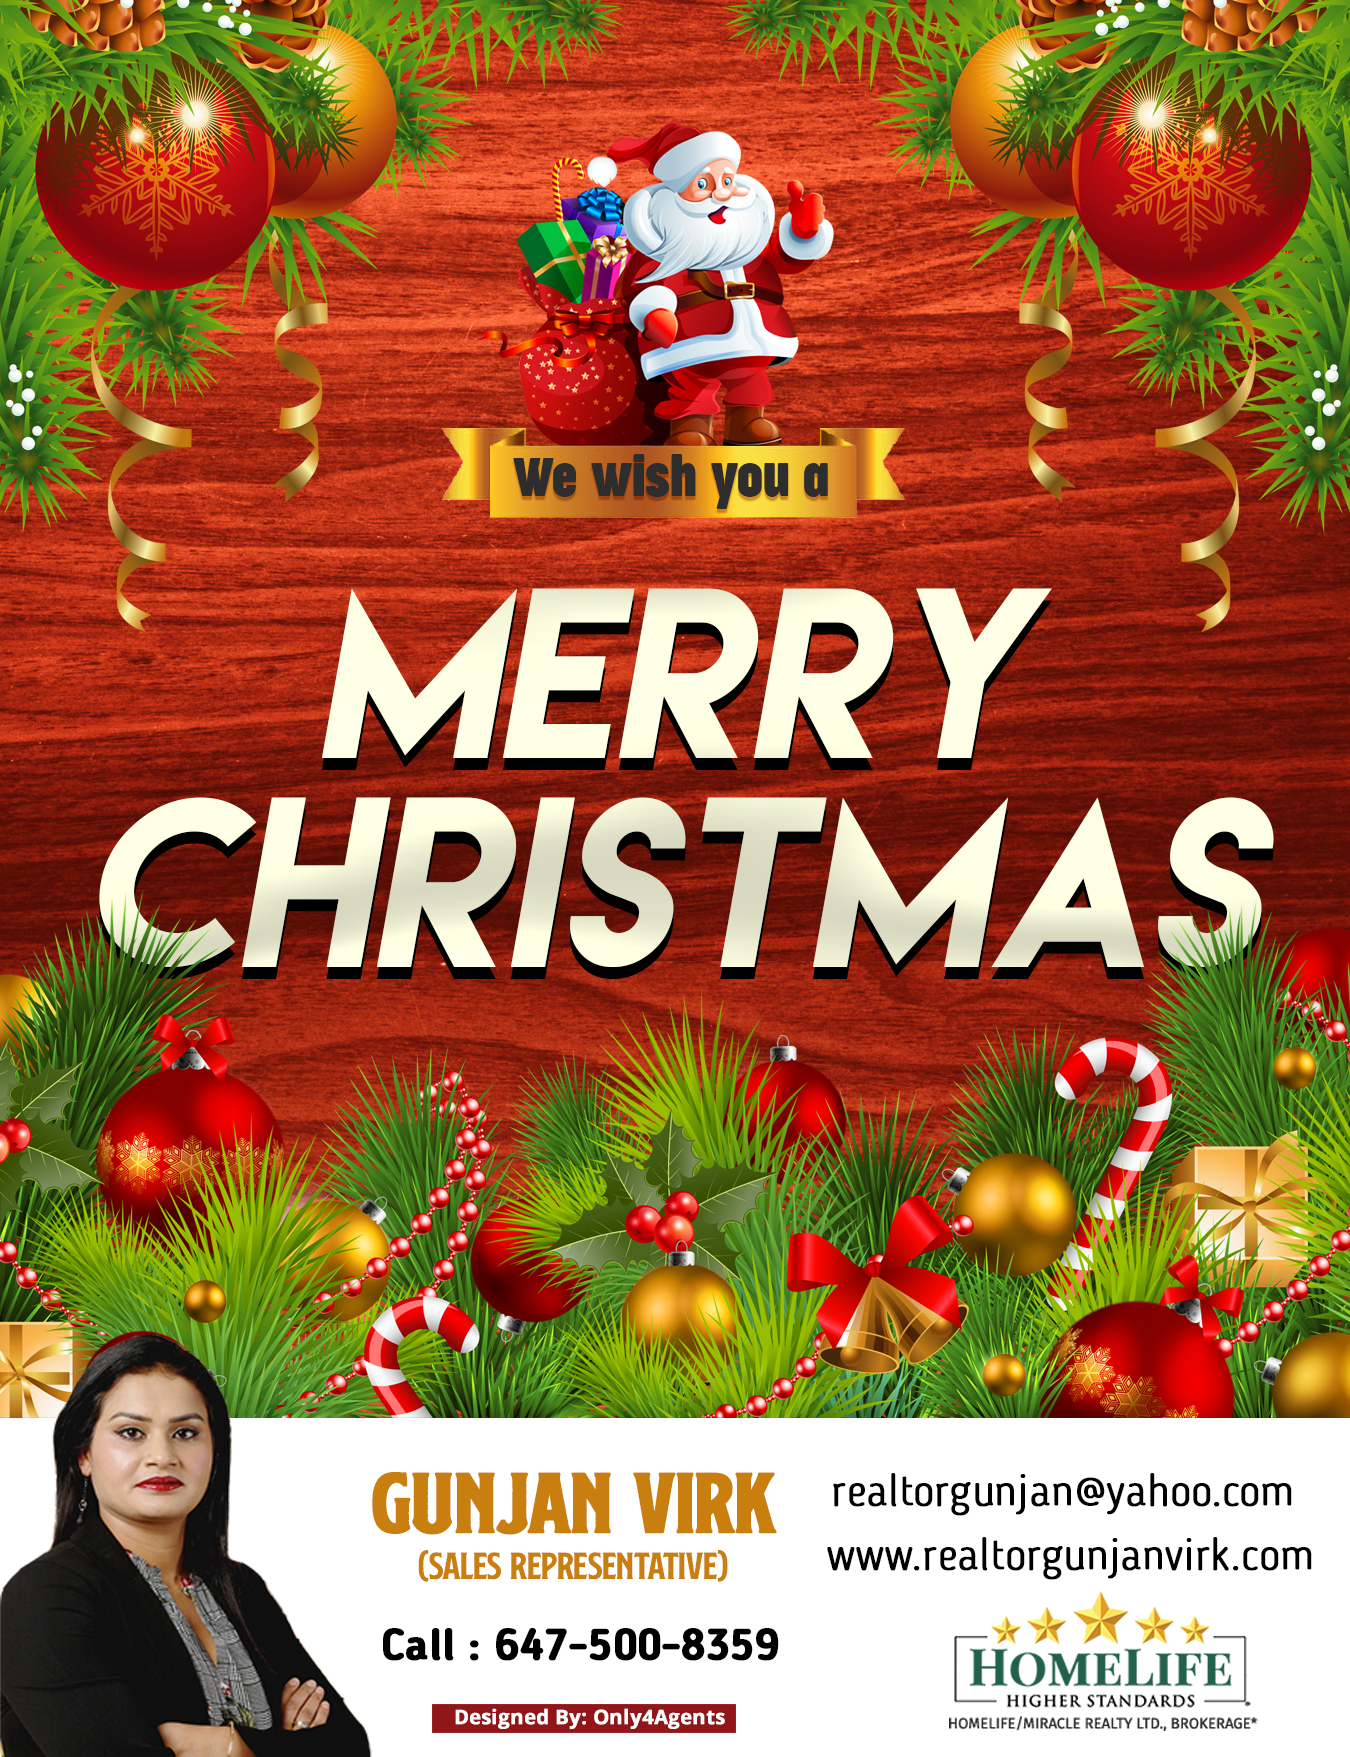 We wish you a
MERRY
CHRISTMAS
GUNJAN VIRK
(SALES REPRESENTATIVE)
Call : 647-500-8359
Designed By: Only4Agents
realtorgunjan@yahoo.com
www.realtorgunjanvirk.com
HOMELIFE
HIGHER STANDARDS
HOMELIFE/MIRACLE REALTY LTD., BROKERAGE*